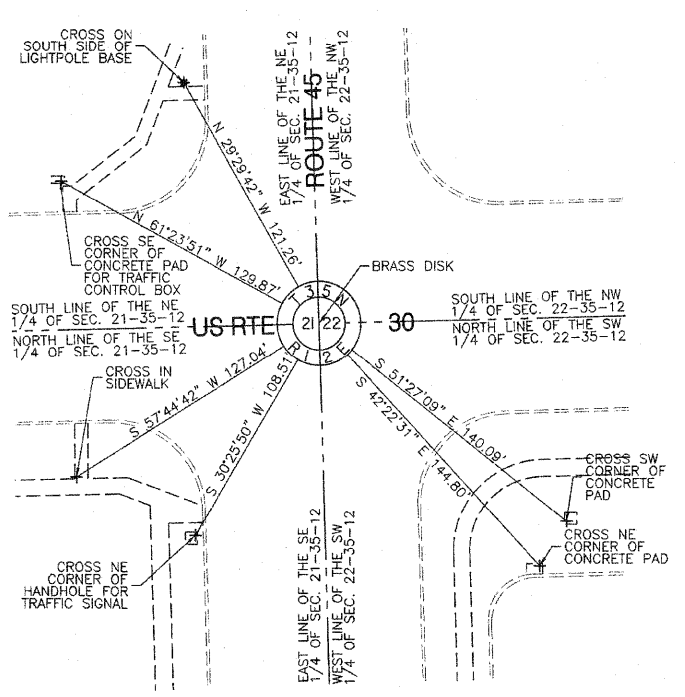 CROSS ON
SOUTH SIDE OF
LIGHTPOLE BASE
EAST LINE OF THE NE
1/4 OF SEC. 21-35-12
ROUTE 45
WEST LINE OF THE NW
1/4 OF SEC. 22-35-12
N 29°29'42" W 121.26'
N 61°23'51" W 129.87'
CROSS SE
CORNER OF
CONCRETE PAD
FOR TRAFFIC
CONTROL BOX
BRASS DISK
T 3 5 N
21 22
R 1 2 E
SOUTH LINE OF THE NE
1/4 OF SEC. 21-35-12
NORTH LINE OF THE SE
1/4 OF SEC. 21-35-12
US RTE
30
SOUTH LINE OF THE NW
1/4 OF SEC. 22-35-12
NORTH LINE OF THE SW
1/4 OF SEC. 22-35-12
CROSS IN
SIDEWALK
S 57°44'42" W 127.04'
S 30°25'50" W 108.51'
S 51°27'09" E 140.09'
S 42°22'31" E 144.80'
CROSS SW
CORNER OF
CONCRETE
PAD
CROSS NE
CORNER OF
CONCRETE PAD
CROSS NE
CORNER OF
HANDHOLE FOR
TRAFFIC SIGNAL
EAST LINE OF THE SE
1/4 OF SEC. 21-35-12
WEST LINE OF THE SW
1/4 OF SEC. 22-35-12